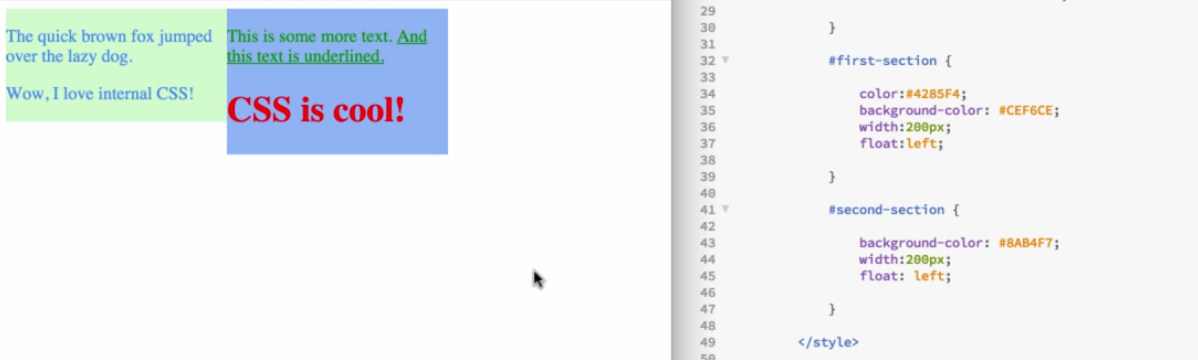 The quick brown fox jumped
over the lazy dog.
Wow, I love internal CSS!
This is some more text. And
this text is underlined.
CSS is cool!
29
30 }
31
32 #first-section {
33
34 color:#4285F4;
35 background-color: #CEF6CE;
36 width:200px;
37 float:left;
38
39 }
40
41 #second-section {
42
43 background-color: #8AB4F7;
44 width:200px;
45 float: left;
46
47 }
48
49 </style>
50